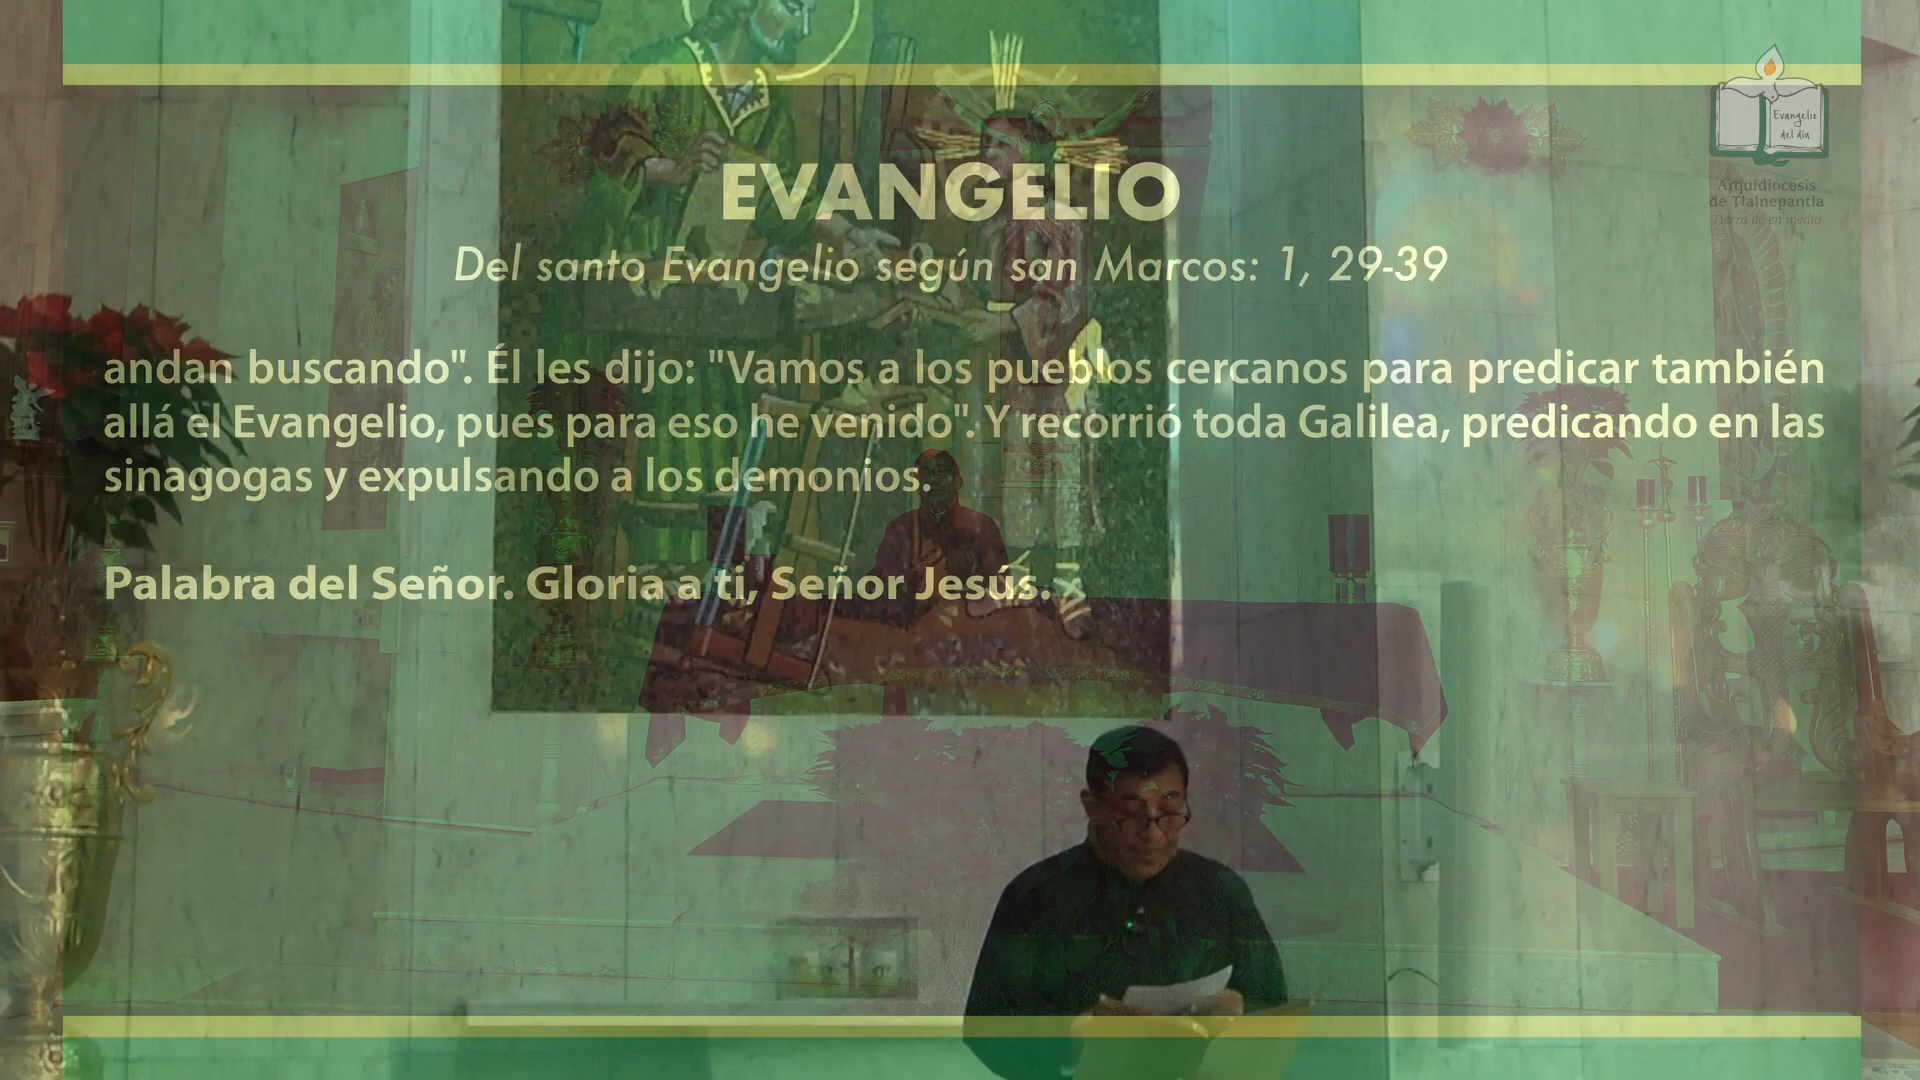 Evangelio
del día
Arquidiócesis
de Tlalnepantla
Tierra de en medio
EVANGELIO
Del santo Evangelio según san Marcos: 1, 29-39
andan buscando". Él les dijo: "Vamos a los pueblos cercanos para predicar también
allá el Evangelio, pues para eso he venido". Y recorrió toda Galilea, predicando en las
sinagogas y expulsando a los demonios.
Palabra del Señor. Gloria a ti, Señor Jesús.